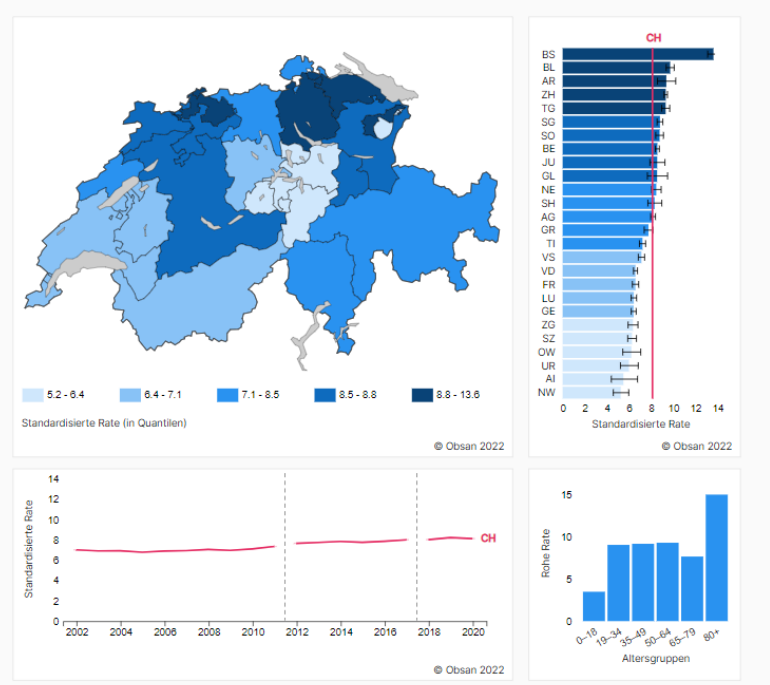 5.2 - 6.4
6.4 - 7.1
7.1 - 8.5
8.5 - 8.8
8.8 - 13.6
Standardisierte Rate (in Quantilen)
© Obsan 2022
CH
BS
BL
AR
ZH
TG
SG
SO
BE
JU
GL
NE
SH
AG
GR
TI
VS
VD
FR
LU
GE
ZG
SZ
OW
UR
AI
NW
0 2 4 6 8 10 12 14
Standardisierte Rate
© Obsan 2022
Standardisierte Rate
14
12
10
8
6
4
2
0
CH
2002 2004 2006 2008 2010 2012 2014 2016 2018 2020
© Obsan 2022
Rohe Rate
15
10
5
0
0–18 19–34 35–49 50–64 65–79 80+
Altersgruppen